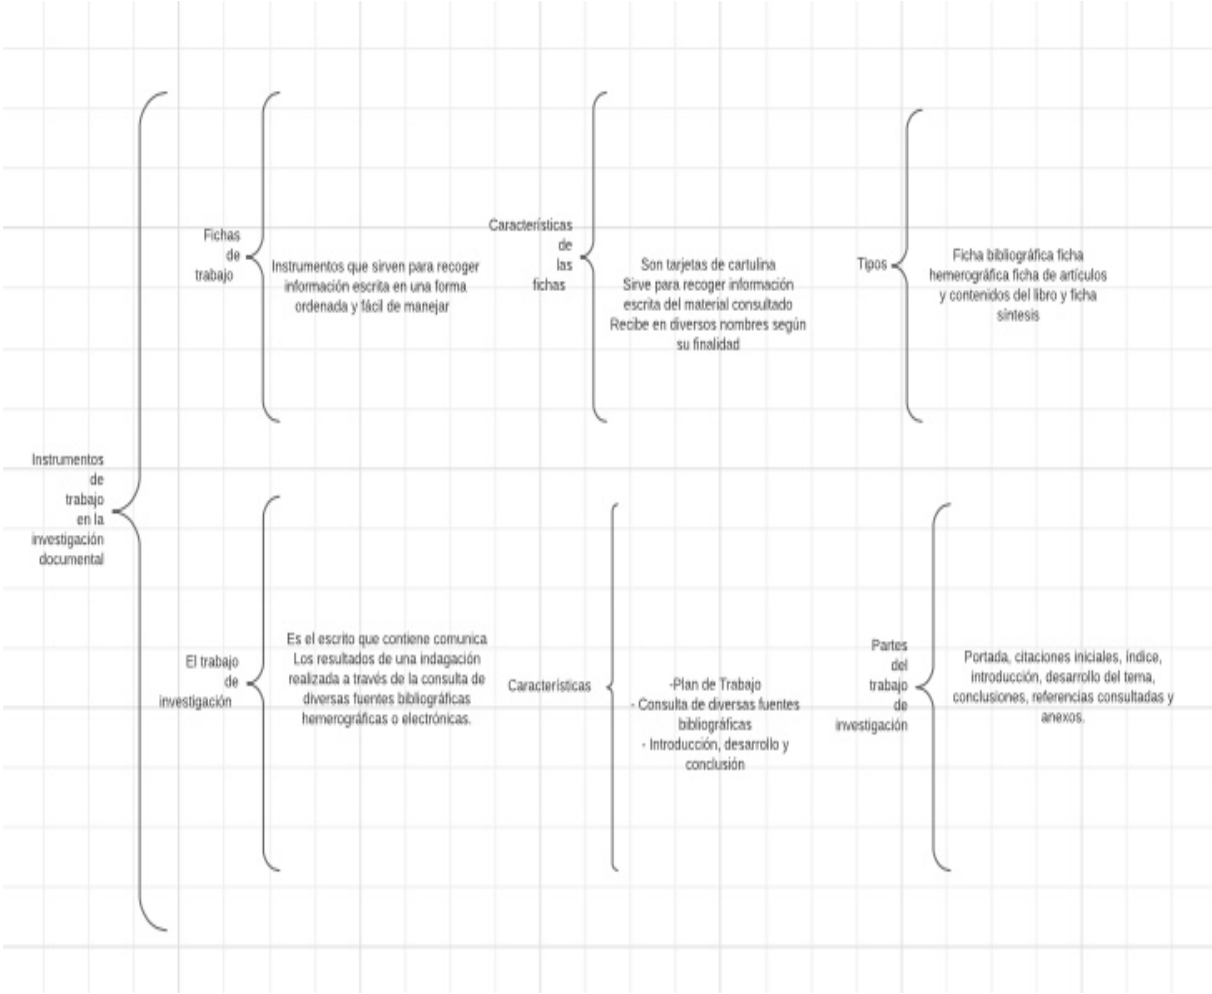 Instrumentos
de
trabajo
en la
investigación
documental
Fichas
de
trabajo
Instrumentos que sirven para recoger
información escrita en una forma
ordenada y fácil de manejar
Características
de
las
fichas
Son tarjetas de cartulina
Sirve para recoger información
escrita del material consultado
Recibe en diversos nombres según
su finalidad
Tipos
Ficha bibliográfica ficha
hemerográfica ficha de artículos
y contenidos del libro y ficha
síntesis
El trabajo
de
investigación
Es el escrito que contiene comunica
Los resultados de una indagación
realizada a través de la consulta de
diversas fuentes bibliográficas
hemerográficas o electrónicas.
Características
-Plan de Trabajo
- Consulta de diversas fuentes
bibliográficas
- Introducción, desarrollo y
conclusión
Partes
del
trabajo
de
investigación
Portada, citaciones iniciales, índice,
introducción, desarrollo del tema,
conclusiones, referencias consultadas y
anexos.